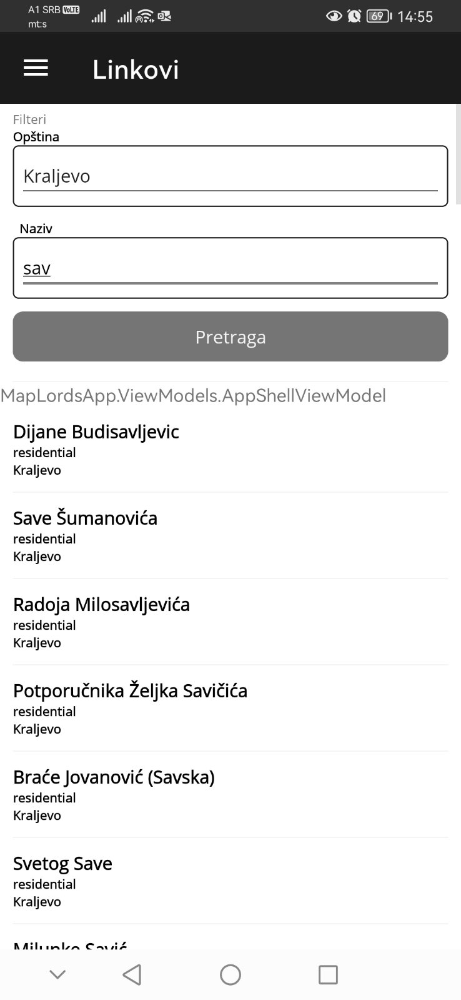 A1 SRB VoLTE
mt:s
69 14:55
Linkovi
Filteri
Opština
Kraljevo
Naziv
sav
Pretraga
MapLordsApp.ViewModels.AppShellViewModel
Dijane Budisavljevic
residential
Kraljevo
Save Šumanovića
residential
Kraljevo
Radoja Milosavljevića
residential
Kraljevo
Potporučnika Željka Savičića
residential
Kraljevo
Braće Jovanović (Savska)
residential
Kraljevo
Svetog Save
residential
Kraljevo
Milunke Savić